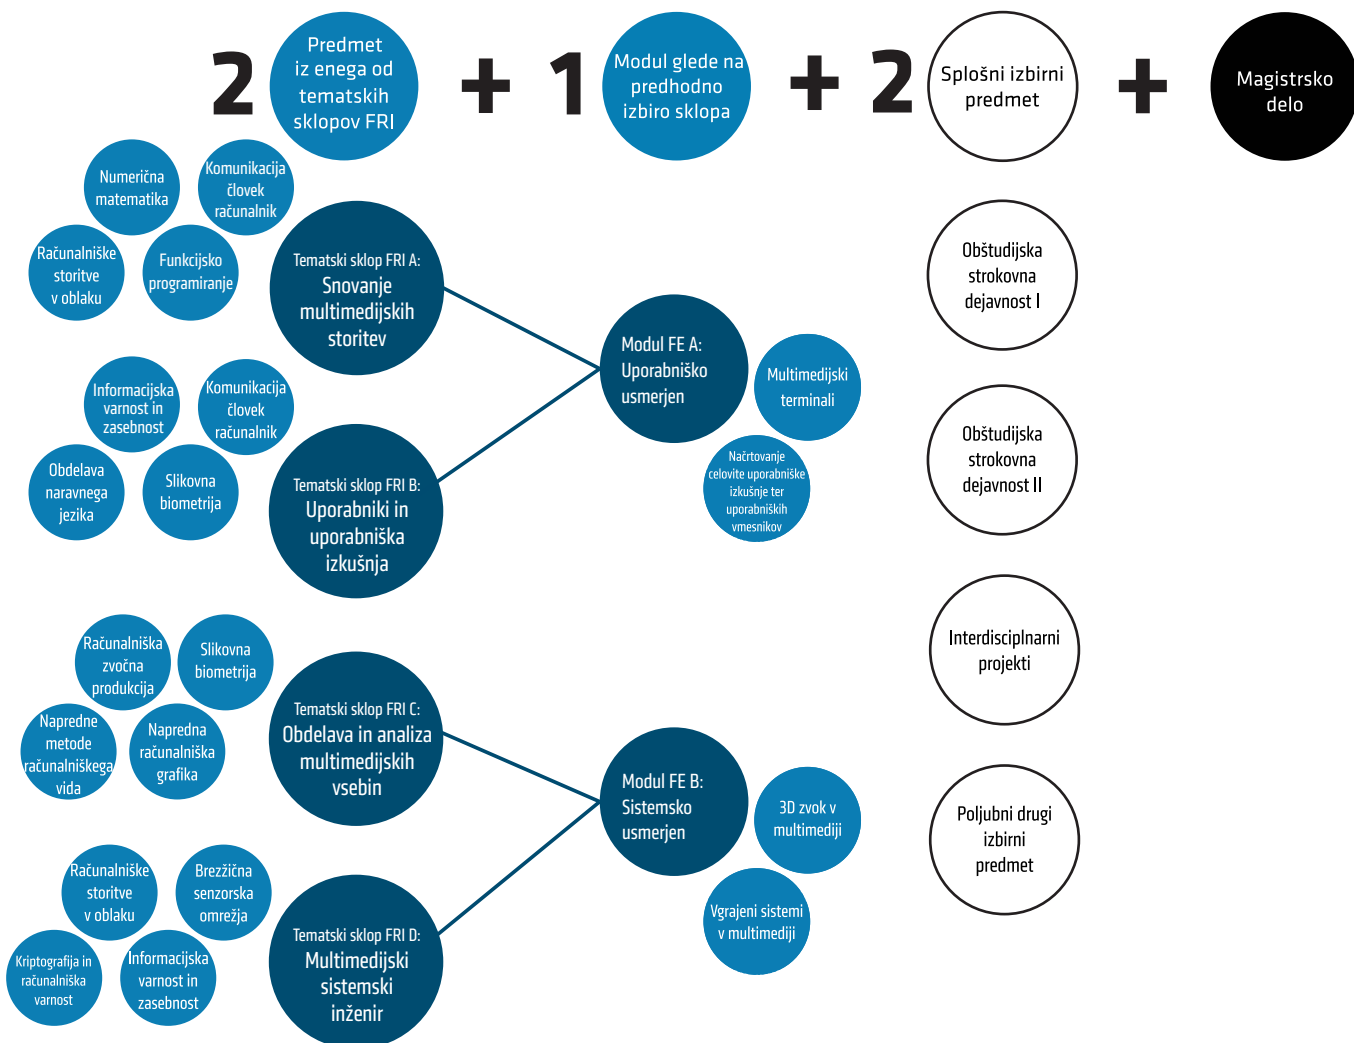 2
Predmet
iz enega od
tematskih
sklopov FRI
+
1
Modul glede na
predhodno
izbiro sklopa
+
2
Splošni izbirni
predmet
+
Magistrsko
delo
Numerična
matematika
Komunikacija
človek
računalnik
Računalniške
storitve
v oblaku
Funkcijsko
programiranje
Tematski sklop FRI A:
Snovanje
multimedijskih
storitev
Informacijska
varnost in
zasebnost
Komunikacija
človek
računalnik
Obdelava
naravnega
jezika
Slikovna
biometrija
Tematski sklop FRI B:
Uporabniki in
uporabniška
izkušnja
Modul FE A:
Uporabniško
usmerjen
Multimedijski
terminali
Načrtovanje
celovite uporabniške
izkušnje ter
uporabniških
vmesnikov
Računalniška
zvočna
produkcija
Slikovna
biometrija
Napredne
metode
računalniškega
vida
Napredna
računalniška
grafika
Tematski sklop FRI C:
Obdelava in analiza
multimedijskih
vsebin
Računalniške
storitve
v oblaku
Brezžična
senzorska
omrežja
Kriptografija in
računalniška
varnost
Informacijska
varnost in
zasebnost
Tematski sklop FRI D:
Multimedijski
sistemski
inženir
Modul FE B:
Sistemsko
usmerjen
3D zvok v
multimediji
Vgrajeni sistemi
v multimediji
Obštudijska
strokovna
dejavnost I
Obštudijska
strokovna
dejavnost II
Interdisciplinarni
projekti
Poljubni drugi
izbirni
predmet